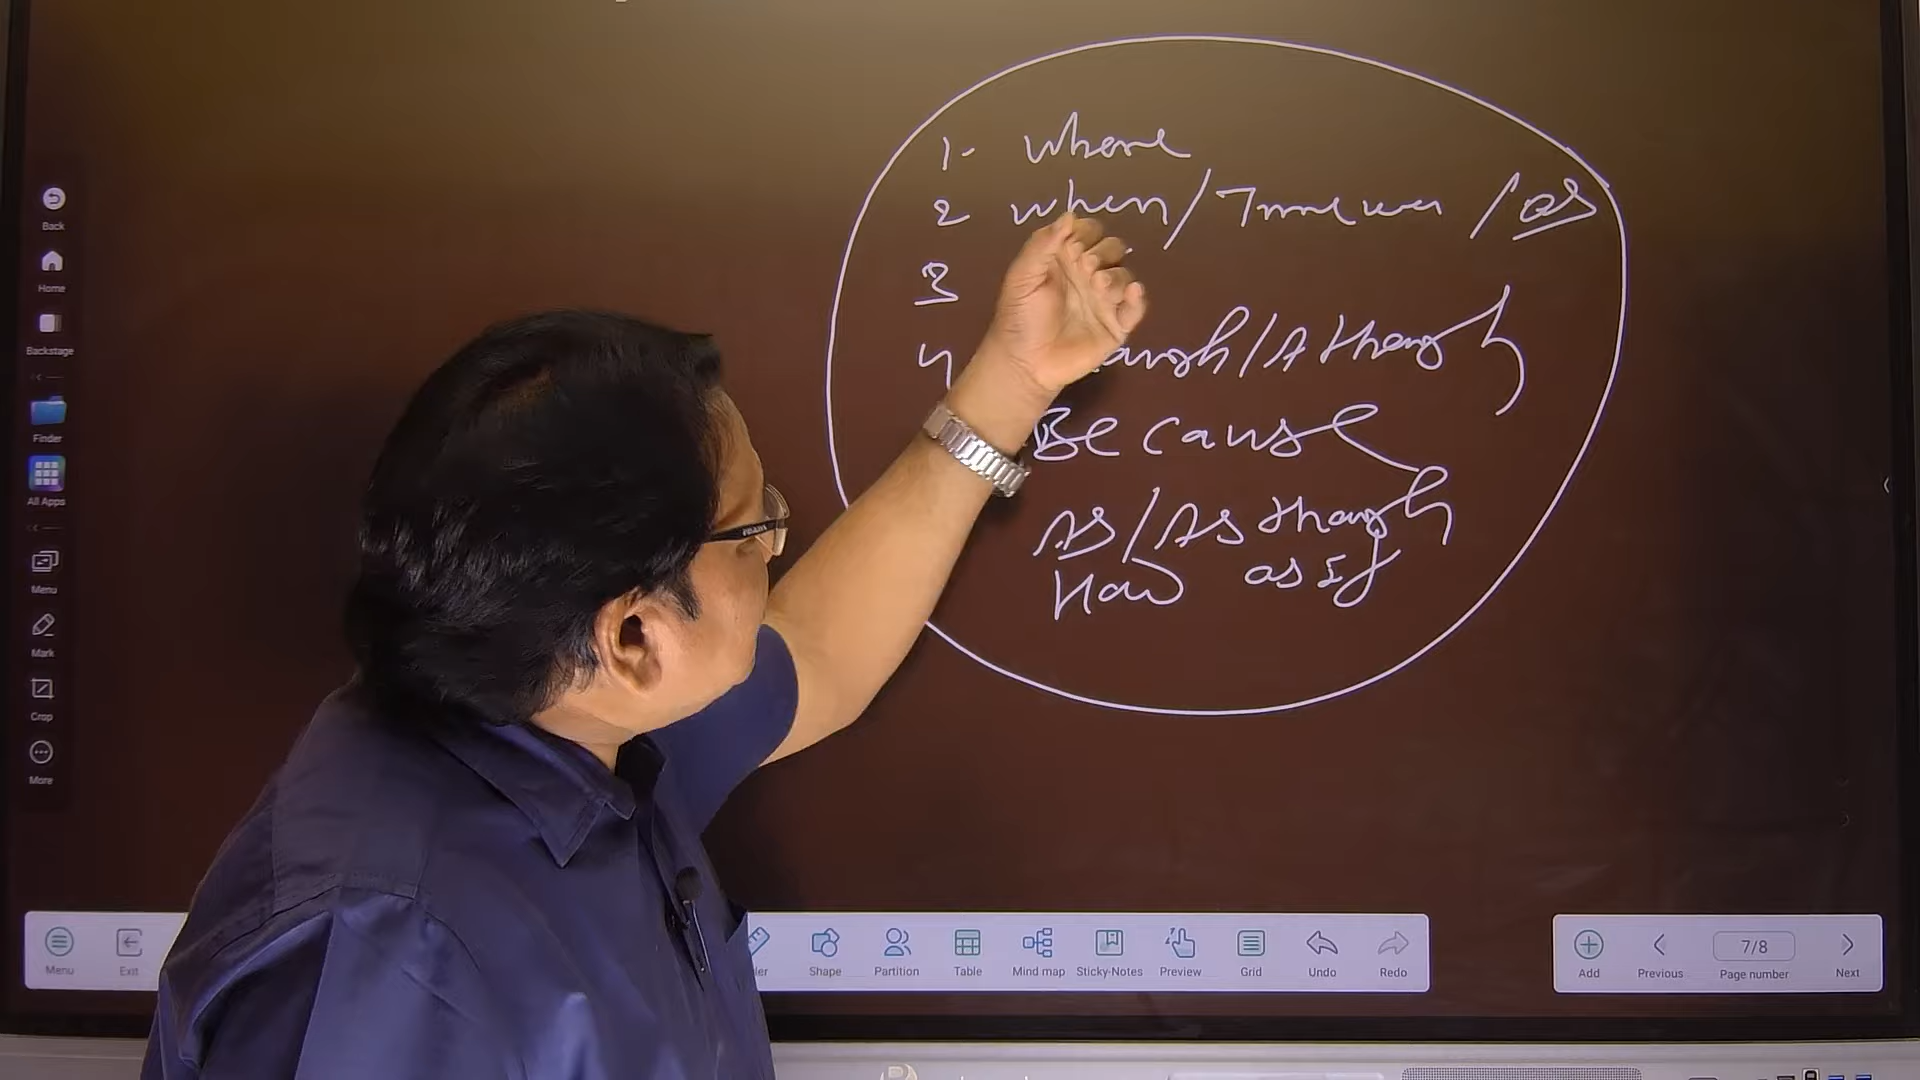 1- where
2 when / Time wer / as
3
4 / Although
Because
AS / AS though
How as If
Back
Home
Backstage
Finder
All Apps
Menu
Mark
Crop
More
Menu Exit Shape Partition Table Mind map Sticky-Notes Preview Grid Undo Redo Add Previous 7/8 Page number Next